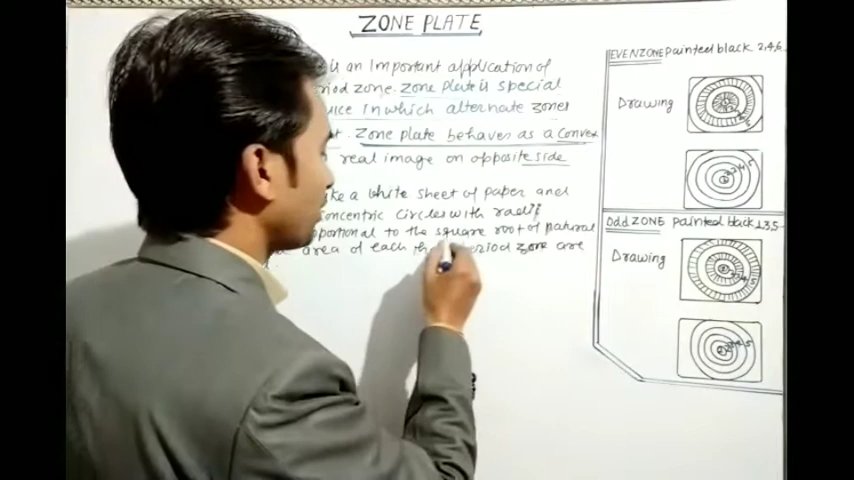 ZONE PLATE
is an Important application of
zone. zone plate is special
in which alternate zones
zone plate behaves as a Convex
real image on opposite side
a white sheet of paper and
concentric circles with radii
to the square root of natural
area of each half period zone are
EVEN ZONE painted black 2,4,6
Drawing
Odd ZONE painted black 1,3,5
Drawing